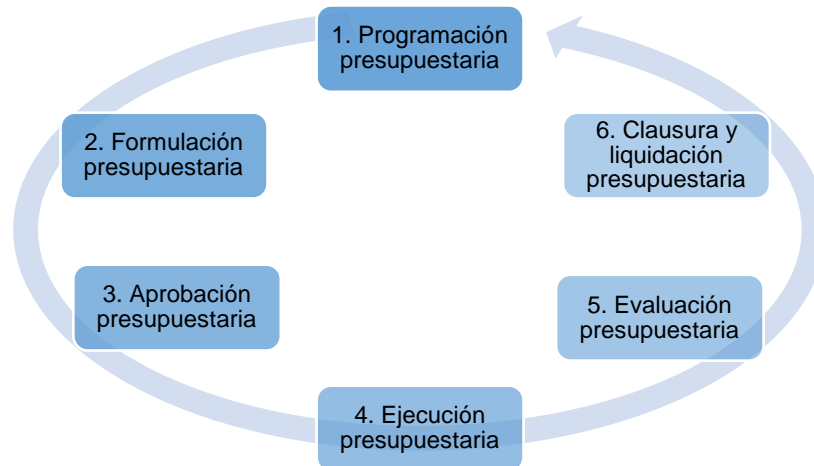 1. Programación
presupuestaria
2. Formulación
presupuestaria
3. Aprobación
presupuestaria
4. Ejecución
presupuestaria
5. Evaluación
presupuestaria
6. Clausura y
liquidación
presupuestaria